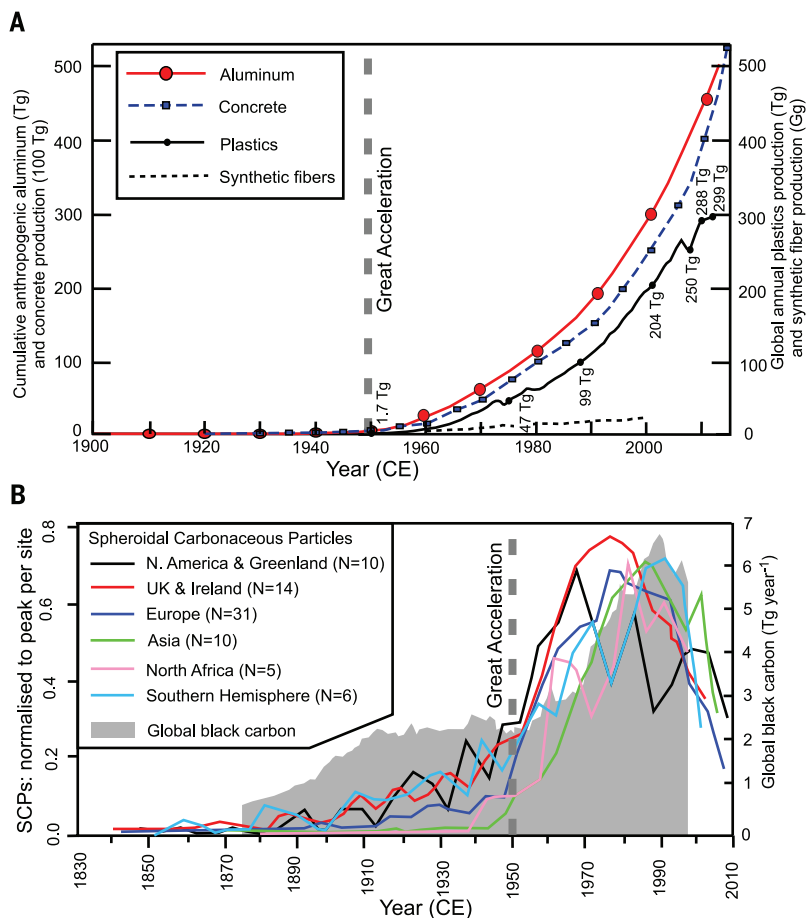 A
Cumulative anthropogenic aluminum (Tg)
and concrete production (100 Tg)
500
400
300
200
100
0
Aluminum
Concrete
Plastics
Synthetic fibers
Great Acceleration
1.7 Tg
47 Tg
99 Tg
204 Tg
250 Tg
288 Tg
299 Tg
500
400
300
200
100
0
Global annual plastics production (Tg)
and synthetic fiber production (Gg)
1900
1920
1940
1960
1980
2000
Year (CE)
B
SCPs: normalised to peak per site
0.8
0.6
0.4
0.2
0.0
Spheroidal Carbonaceous Particles
N. America & Greenland (N=10)
UK & Ireland (N=14)
Europe (N=31)
Asia (N=10)
North Africa (N=5)
Southern Hemisphere (N=6)
Global black carbon
Great Acceleration
7
6
5
4
3
2
1
0
Global black carbon (Tg year-1)
1830
1850
1870
1890
1910
1930
1950
1970
1990
2010
Year (CE)